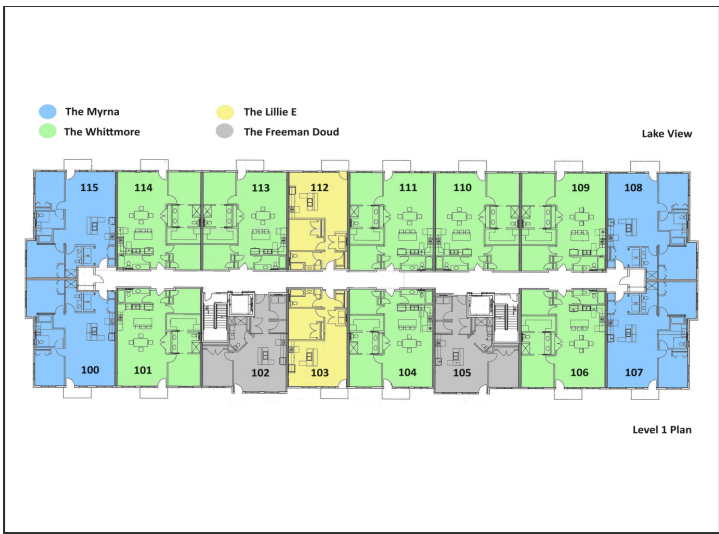 The Myrna
The Lillie E
The Whittmore
The Freeman Doud
Lake View
115
114
113
112
111
110
109
108
100
101
102
103
104
105
106
107
Level 1 Plan